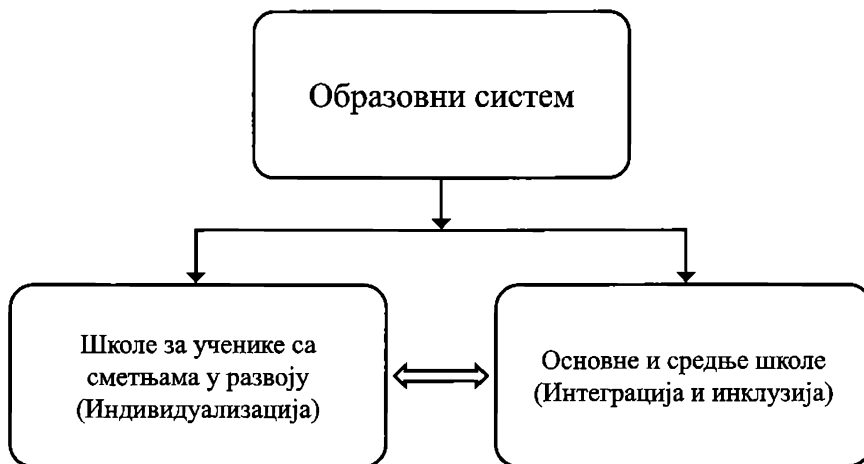 Образовни систем
Школе за ученике са
сметњама у развоју
(Индивидуализација)
Основне и средње школе
(Интеграција и инклузија)